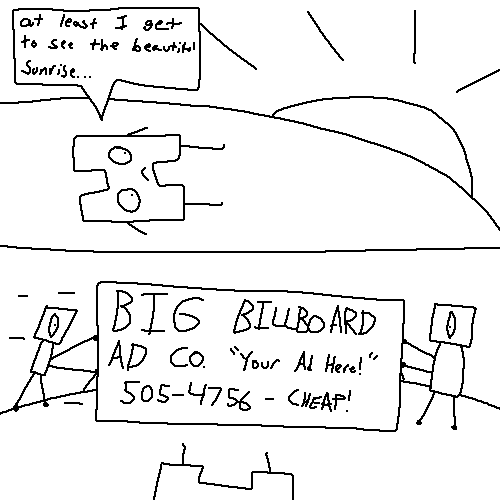 at least I get
to see the beautiful
Sunrise...
BIG BILLBOARD
AD CO. "Your Ad Here!"
505-4756 - CHEAP!